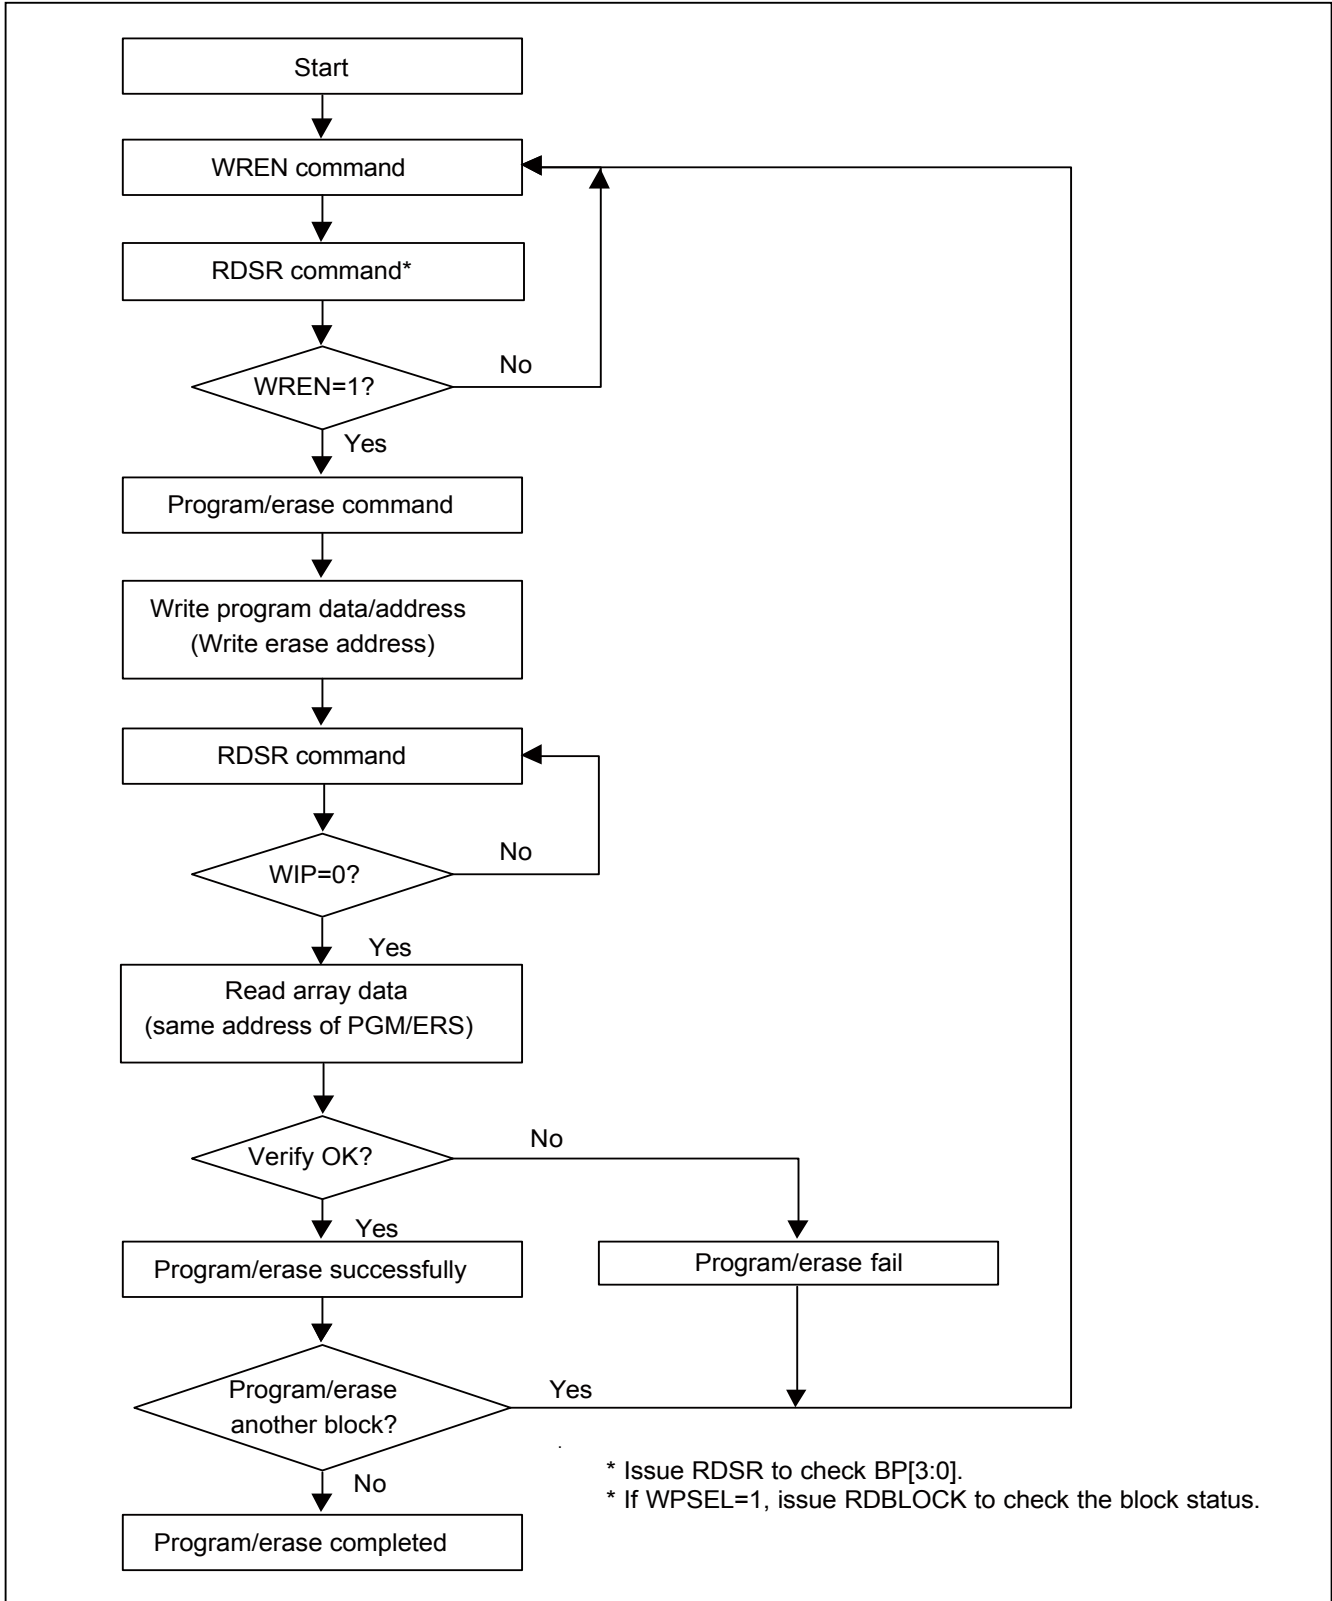 Start
WREN command
RDSR command*
WREN=1?
No
Yes
Program/erase command
Write program data/address
(Write erase address)
RDSR command
WIP=0?
No
Yes
Read array data
(same address of PGM/ERS)
Verify OK?
No
Yes
Program/erase successfully
Program/erase fail
Program/erase
another block?
Yes
No
* Issue RDSR to check BP[3:0].
* If WPSEL=1, issue RDBLOCK to check the block status.
Program/erase completed